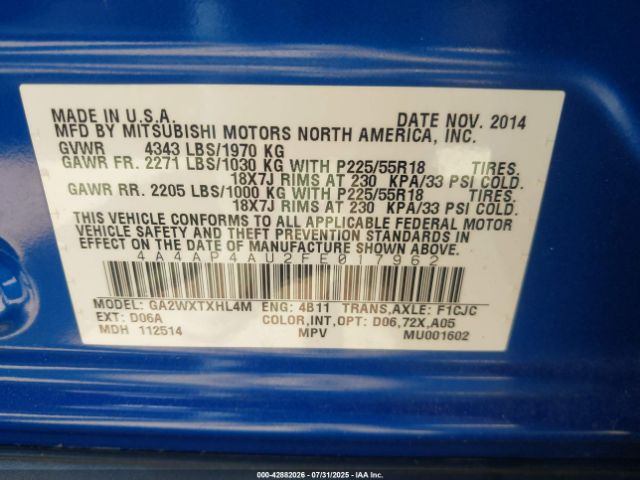 MADE IN U.S.A. DATE NOV. 2014
MFD BY MITSUBISHI MOTORS NORTH AMERICA, INC.
GVWR 4343 LBS/1970 KG
GAWR FR. 2271 LBS/1030 KG WITH P225/55R18 TIRES.
18X7J RIMS AT 230 KPA/33 PSI COLD.
GAWR RR. 2205 LBS/1000 KG WITH P225/55R18 TIRES.
18X7J RIMS AT 230 KPA/33 PSI COLD.
THIS VEHICLE CONFORMS TO ALL APPLICABLE FEDERAL MOTOR
VEHICLE SAFETY AND THEFT PREVENTION STANDARDS IN
EFFECT ON THE DATE OF MANUFACTURE SHOWN ABOVE.
4A4AP4AU2FE017962
MODEL: GA2WXTXHL4M ENG: 4B11 TRANS,AXLE: F1CJC
EXT: D06A COLOR,INT,OPT: D06,72X,A05
MDH 112514 MPV MU001602
000-42882026 - 07/31/2025 - IAA Inc.